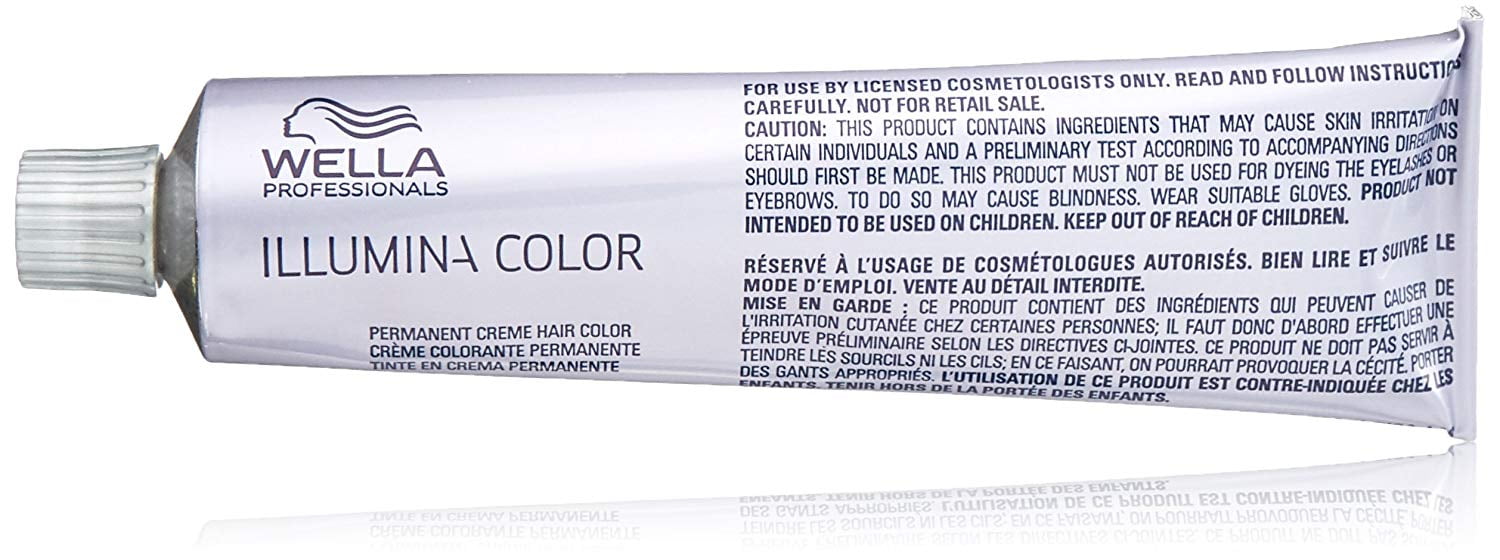 WELLA
PROFESSIONALS
ILLUMINA COLOR
PERMANENT CREME HAIR COLOR
CRÈME COLORANTE PERMANENTE
TINTE EN CREMA PERMANENTE
FOR USE BY LICENSED COSMETOLOGISTS ONLY. READ AND FOLLOW INSTRUCTIO
CAREFULLY. NOT FOR RETAIL SALE.
CAUTION: THIS PRODUCT CONTAINS INGREDIENTS THAT MAY CAUSE SKIN IRRITATION ON
CERTAIN INDIVIDUALS AND A PRELIMINARY TEST ACCORDING TO ACCOMPANYING DIRECTIONS
SHOULD FIRST BE MADE. THIS PRODUCT MUST NOT BE USED FOR DYEING THE EYELASHES OR
EYEBROWS. TO DO SO MAY CAUSE BLINDNESS. WEAR SUITABLE GLOVES. PRODUCT NOT
INTENDED TO BE USED ON CHILDREN. KEEP OUT OF REACH OF CHILDREN.
RÉSERVÉ À L'USAGE DE COSMÉTOLOGUES AUTORISÉS. BIEN LIRE ET SUIVRE LE
MODE D'EMPLOI. VENTE AU DÉTAIL INTERDITE.
MISE EN GARDE : CE PRODUIT CONTIENT DES INGRÉDIENTS QUI PEUVENT CAUSER DE
L'IRRITATION CUTANÉE CHEZ CERTAINES PERSONNES; IL FAUT DONC D'ABORD EFFECTUER UNE
ÉPREUVE PRÉLIMINAIRE SELON LES DIRECTIVES CI-JOINTES. CE PRODUIT NE DOIT PAS SERVIR À
TEINDRE LES SOURCILS NI LES CILS; EN CE FAISANT, ON POURRAIT PROVOQUER LA CÉCITÉ. PORTER
DES GANTS APPROPRIÉS. L'UTILISATION DE CE PRODUIT EST CONTRE-INDIQUÉE CHEZ LES
ENFANTS. TENIR HORS DE LA PORTÉE DES ENFANTS.